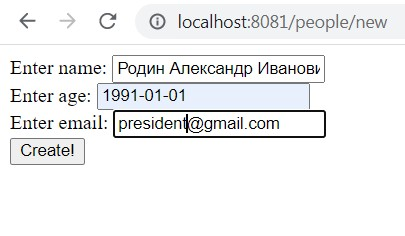 localhost:8081/people/new
Enter name: Родин Александр Иванови
Enter age: 1991-01-01
Enter email: president@gmail.com
Create!